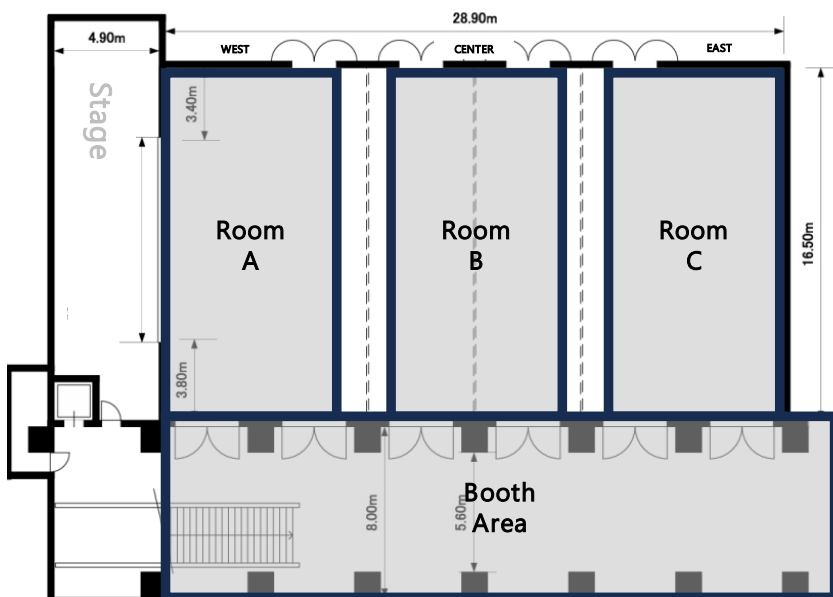 28.90m
4.90m
WEST
CENTER
EAST
Stage
3.40m
Room
A
Room
B
Room
C
16.50m
3.80m
8.00m
5.60m
Booth
Area